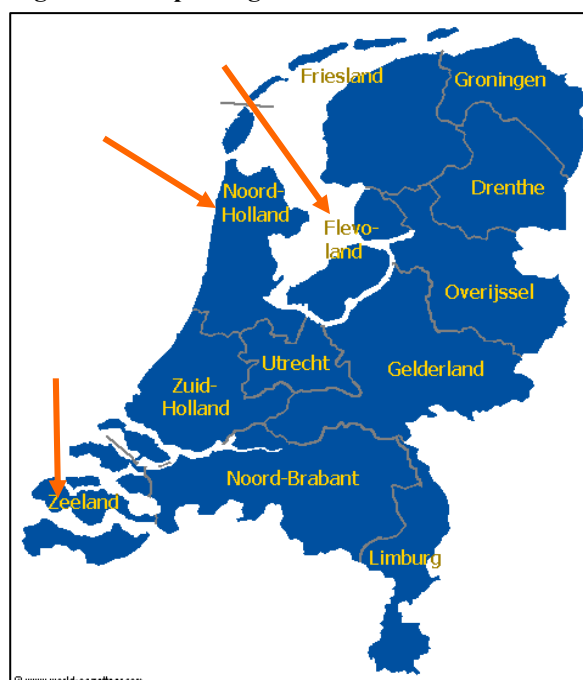 Friesland
Groningen
Drenthe
Noord-
Holland
Flevo-
land
Overijssel
Utrecht
Gelderland
Zuid-
Holland
Zeeland
Noord-Brabant
Limburg